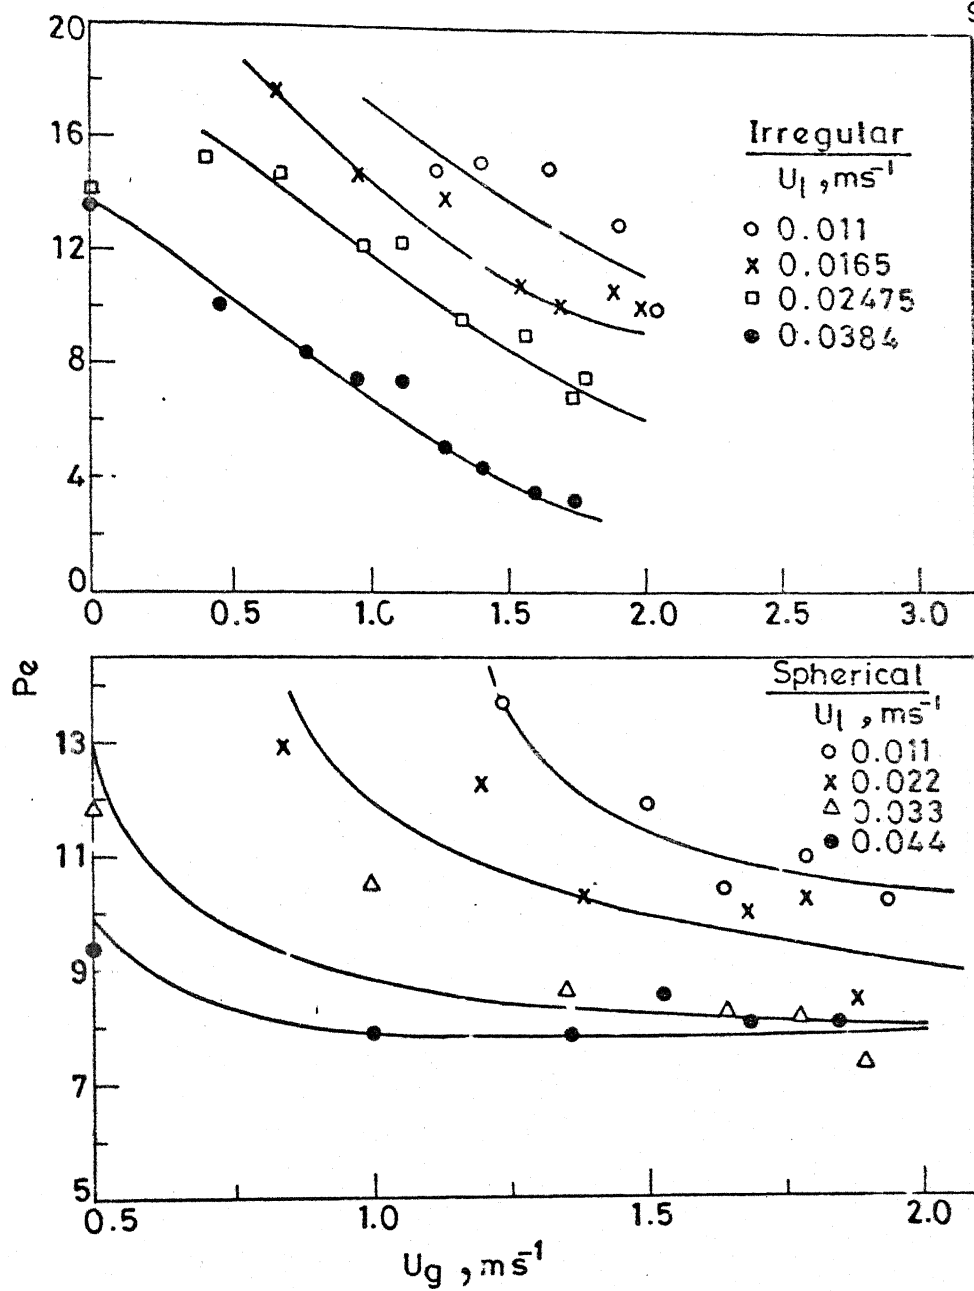 20
16
12
8
4
0
0 0.5 1.0 1.5 2.0 2.5 3.0
Irregular
U₁ ,ms⁻¹
o 0.011
x 0.0165
□ 0.02475
● 0.0384
Pe
13
11
9
7
5
0.5 1.0 1.5 2.0
Spherical
U₁ ,ms⁻¹
o 0.011
x 0.022
△ 0.033
● 0.044
Ug ,ms⁻¹